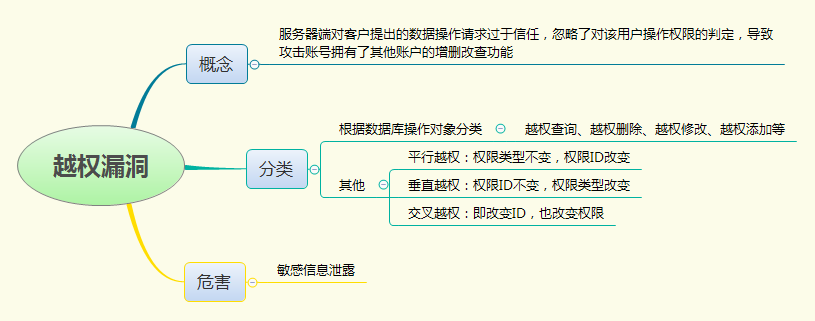 越权漏洞
概念
服务器端对客户提出的数据操作请求过于信任，忽略了对该用户操作权限的判定，导致
攻击账号拥有了其他账户的增删改查功能
分类
根据数据库操作对象分类
越权查询、越权删除、越权修改、越权添加等
其他
平行越权：权限类型不变，权限ID改变
垂直越权：权限ID不变，权限类型改变
交叉越权：即改变ID，也改变权限
危害
敏感信息泄露